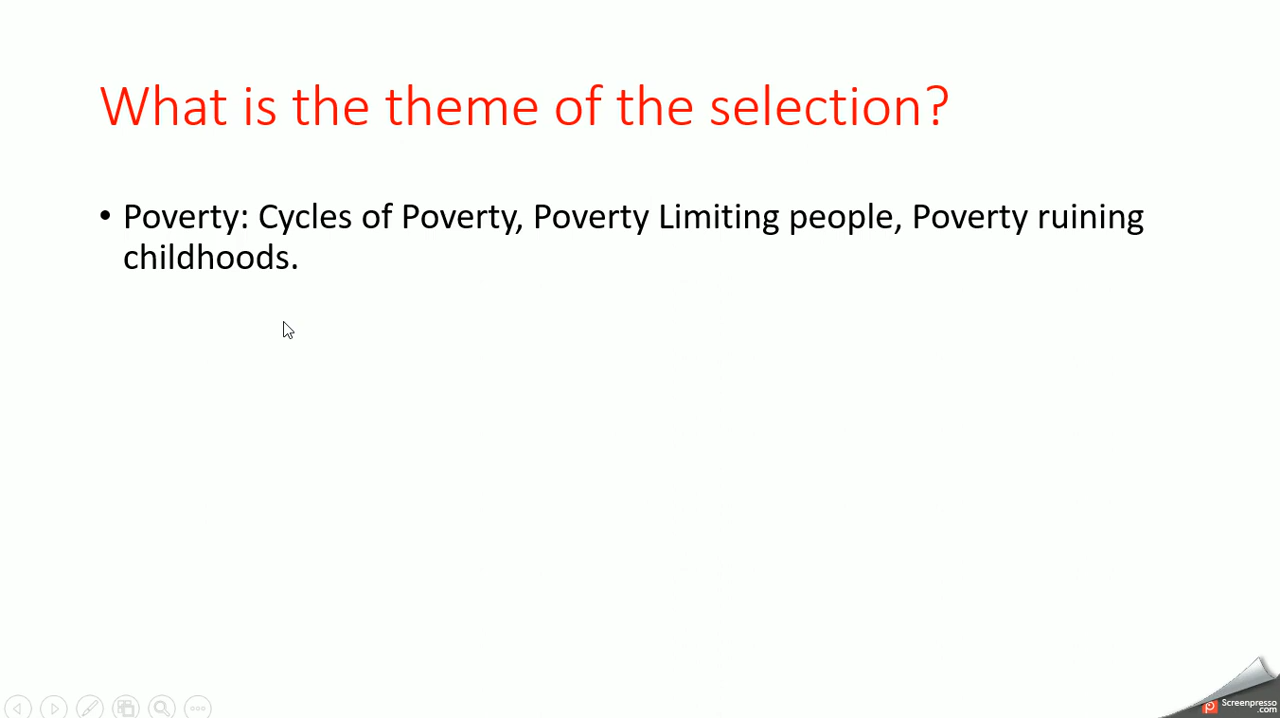 What is the theme of the selection?
• Poverty: Cycles of Poverty, Poverty Limiting people, Poverty ruining
childhoods.
Screenpresso
.com